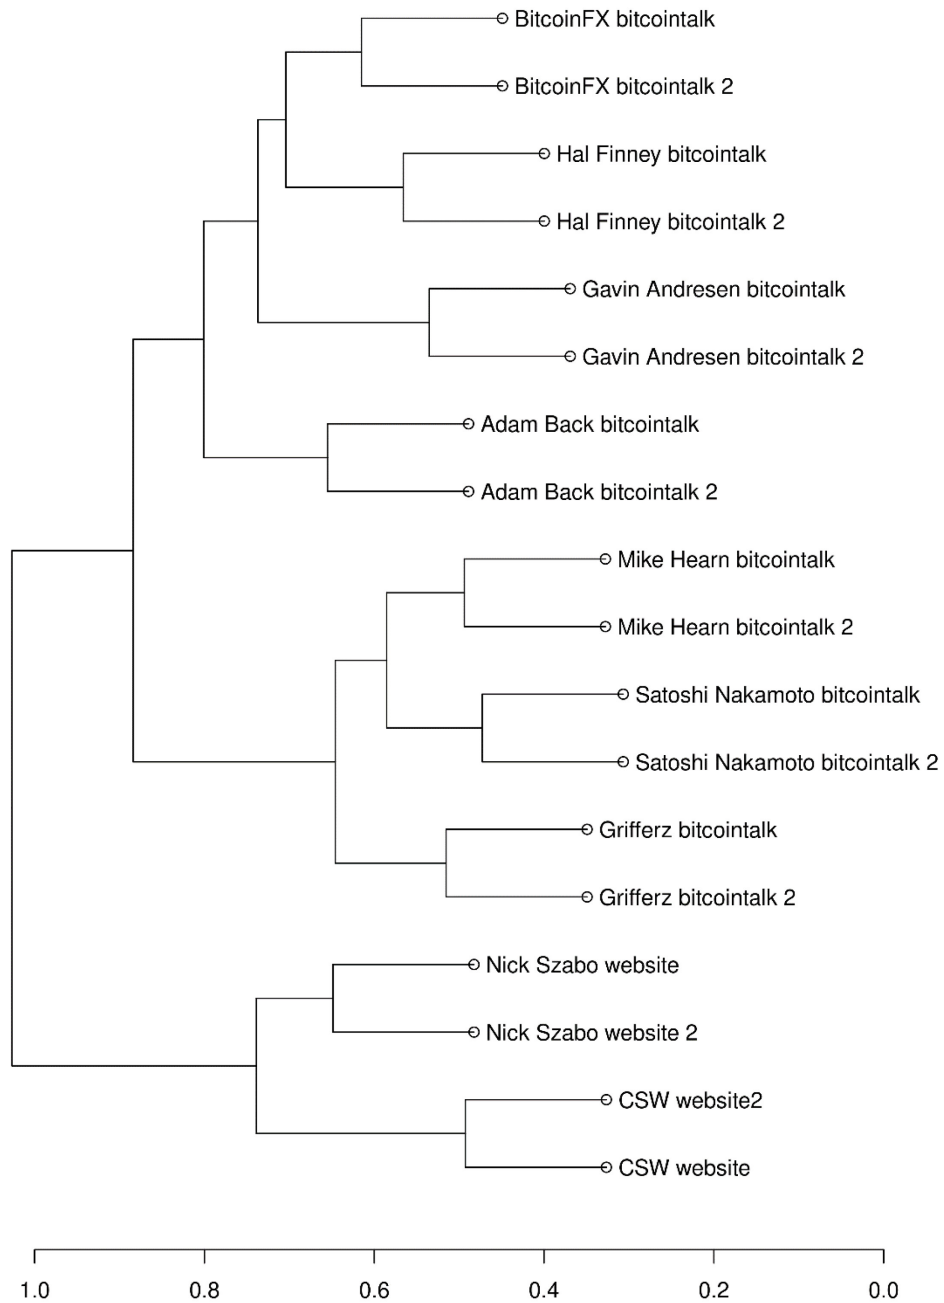 BitcoinFX bitcointalk
BitcoinFX bitcointalk 2
Hal Finney bitcointalk
Hal Finney bitcointalk 2
Gavin Andresen bitcointalk
Gavin Andresen bitcointalk 2
Adam Back bitcointalk
Adam Back bitcointalk 2
Mike Hearn bitcointalk
Mike Hearn bitcointalk 2
Satoshi Nakamoto bitcointalk
Satoshi Nakamoto bitcointalk 2
Grifferz bitcointalk
Grifferz bitcointalk 2
Nick Szabo website
Nick Szabo website 2
CSW website2
CSW website
1.0 0.8 0.6 0.4 0.2 0.0